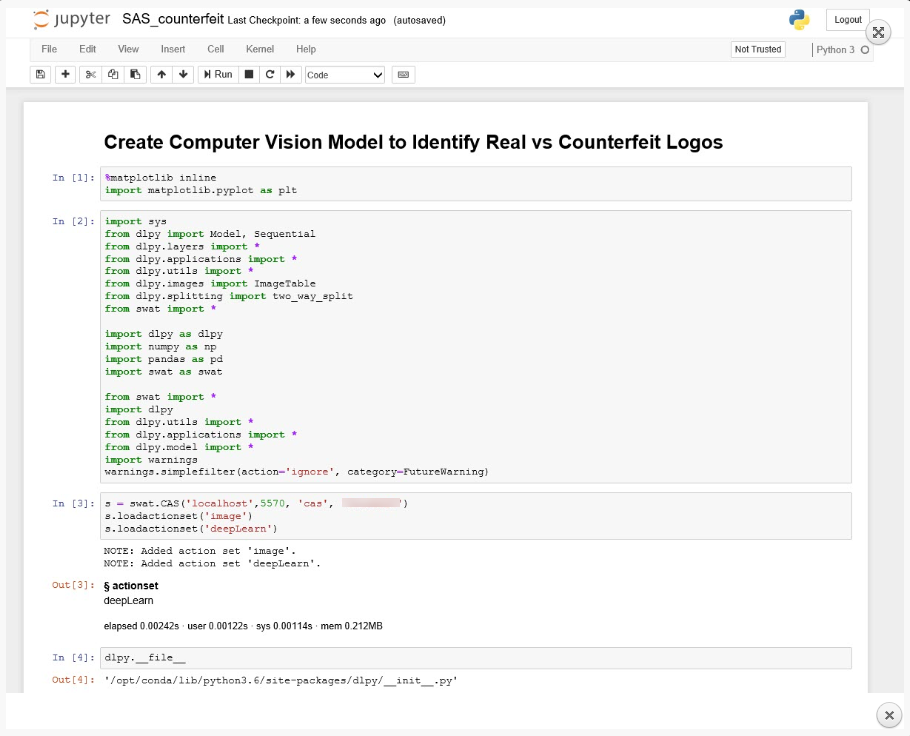 jupyter SAS_counterfeit Last Checkpoint: a few seconds ago (autosaved)
Logout
File Edit View Insert Cell Kernel Help
Not Trusted
Python 3
Run
Code
Create Computer Vision Model to Identify Real vs Counterfeit Logos
In [1]: %matplotlib inline
import matplotlib.pyplot as plt
In [2]: import sys
from dlpy import Model, Sequential
from dlpy.layers import *
from dlpy.applications import *
from dlpy.utils import *
from dlpy.images import ImageTable
from dlpy.splitting import two_way_split
from swat import *
import dlpy as dlpy
import numpy as np
import pandas as pd
import swat as swat
from swat import *
import dlpy
from dlpy.utils import *
from dlpy.applications import *
from dlpy.model import *
import warnings
warnings.simplefilter(action='ignore', category=FutureWarning)
In [3]: s = swat.CAS('localhost',5570, 'cas', ')
s.loadactionset('image')
s.loadactionset('deepLearn')
NOTE: Added action set 'image'.
NOTE: Added action set 'deepLearn'.
Out[3]: § actionset
deepLearn
elapsed 0.00242s · user 0.00122s · sys 0.00114s · mem 0.212MB
In [4]: dlpy.__file__
Out[4]: '/opt/conda/lib/python3.6/site-packages/dlpy/__init__.py'